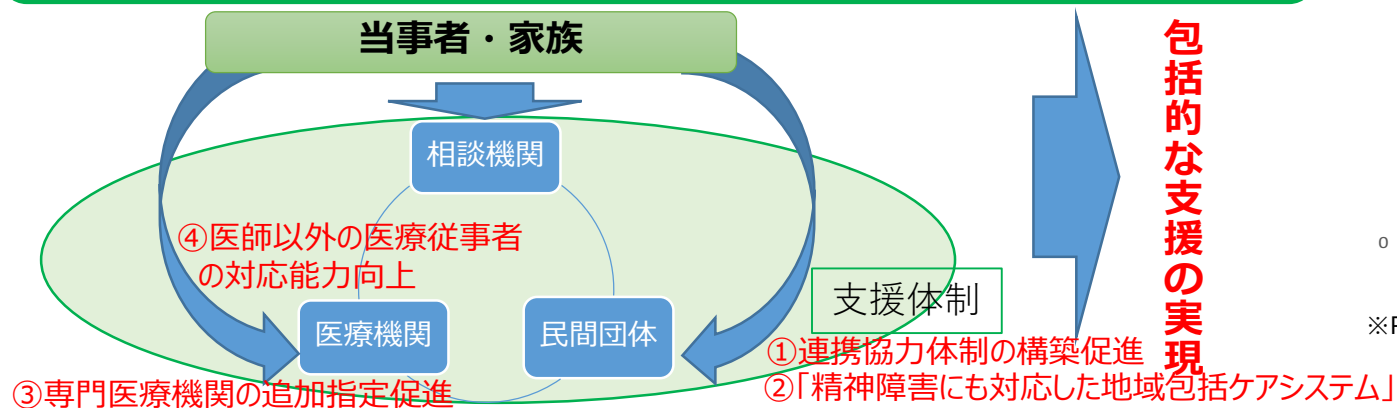 当事者・家族
包括的な支援の実現
相談機関
④医師以外の医療従事者
の対応能力向上
医療機関
民間団体
支援体制
①連携協力体制の構築促進
②「精神障害にも対応した地域包括ケアシステム」
③専門医療機関の追加指定促進
0